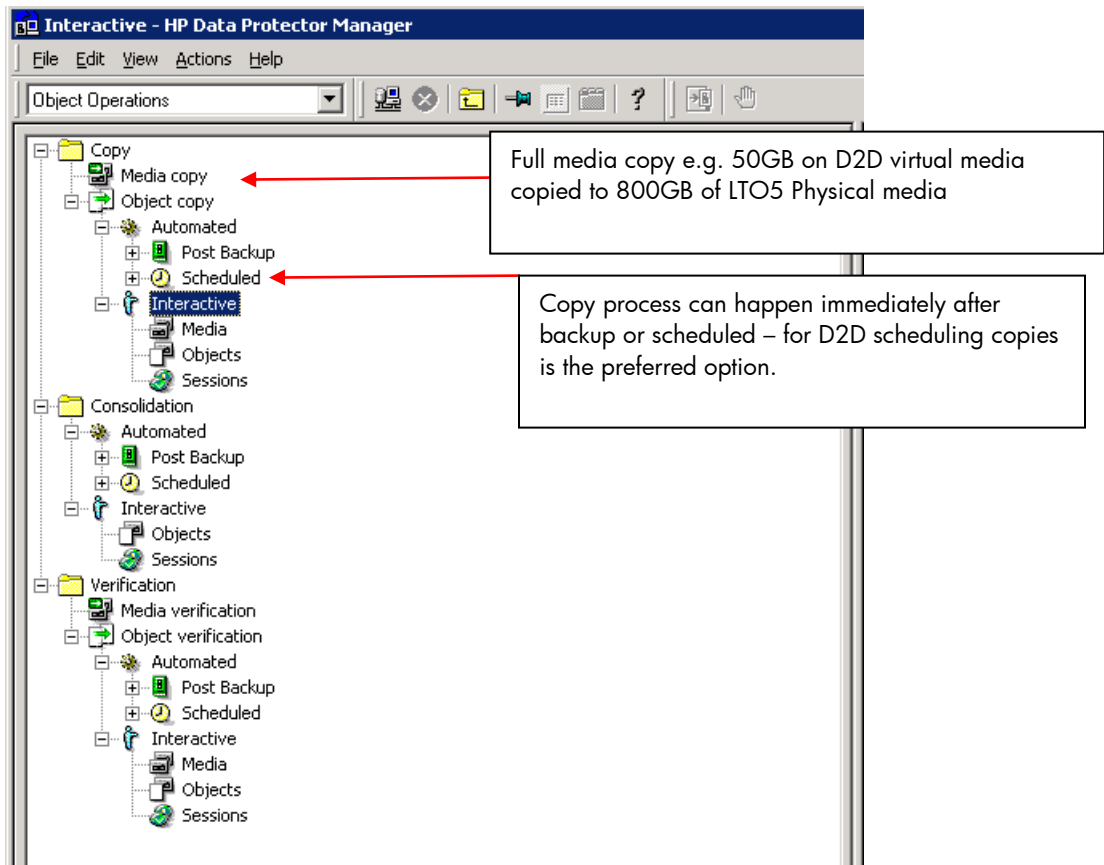 Interactive - HP Data Protector Manager
File Edit View Actions Help
Object Operations
Copy
Media copy
Object copy
Automated
Post Backup
Scheduled
Interactive
Media
Objects
Sessions
Consolidation
Automated
Post Backup
Scheduled
Interactive
Objects
Sessions
Verification
Media verification
Object verification
Automated
Post Backup
Scheduled
Interactive
Media
Objects
Sessions
Full media copy e.g. 50GB on D2D virtual media
copied to 800GB of LTO5 Physical media
Copy process can happen immediately after
backup or scheduled – for D2D scheduling copies
is the preferred option.